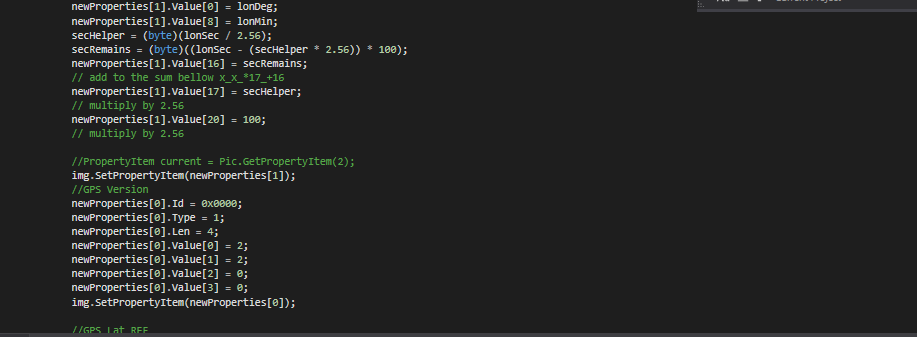 newProperties[1].Value[0] = lonDeg;
newProperties[1].Value[8] = lonMin;
secHelper = (byte)(lonSec / 2.56);
secRemains = (byte)((lonSec - (secHelper * 2.56)) * 100);
newProperties[1].Value[16] = secRemains;
// add to the sum bellow x_x_*17_+16
newProperties[1].Value[17] = secHelper;
// multiply by 2.56
newProperties[1].Value[20] = 100;
// multiply by 2.56
//PropertyItem current = Pic.GetPropertyItem(2);
img.SetPropertyItem(newProperties[1]);
//GPS Version
newProperties[0].Id = 0x0000;
newProperties[0].Type = 1;
newProperties[0].Len = 4;
newProperties[0].Value[0] = 2;
newProperties[0].Value[1] = 2;
newProperties[0].Value[2] = 0;
newProperties[0].Value[3] = 0;
img.SetPropertyItem(newProperties[0]);
//GPS Lat REF